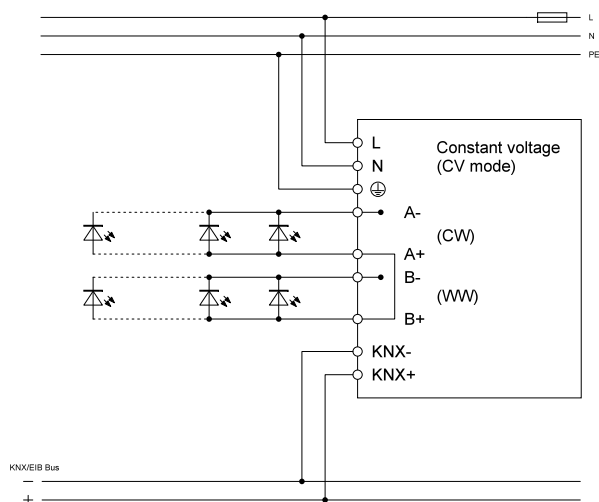 L
N
PE
L
Constant voltage
N
(CV mode)
A-
(CW)
A+
B-
(WW)
B+
KNX-
KNX+
KNX/EIB Bus
−
+